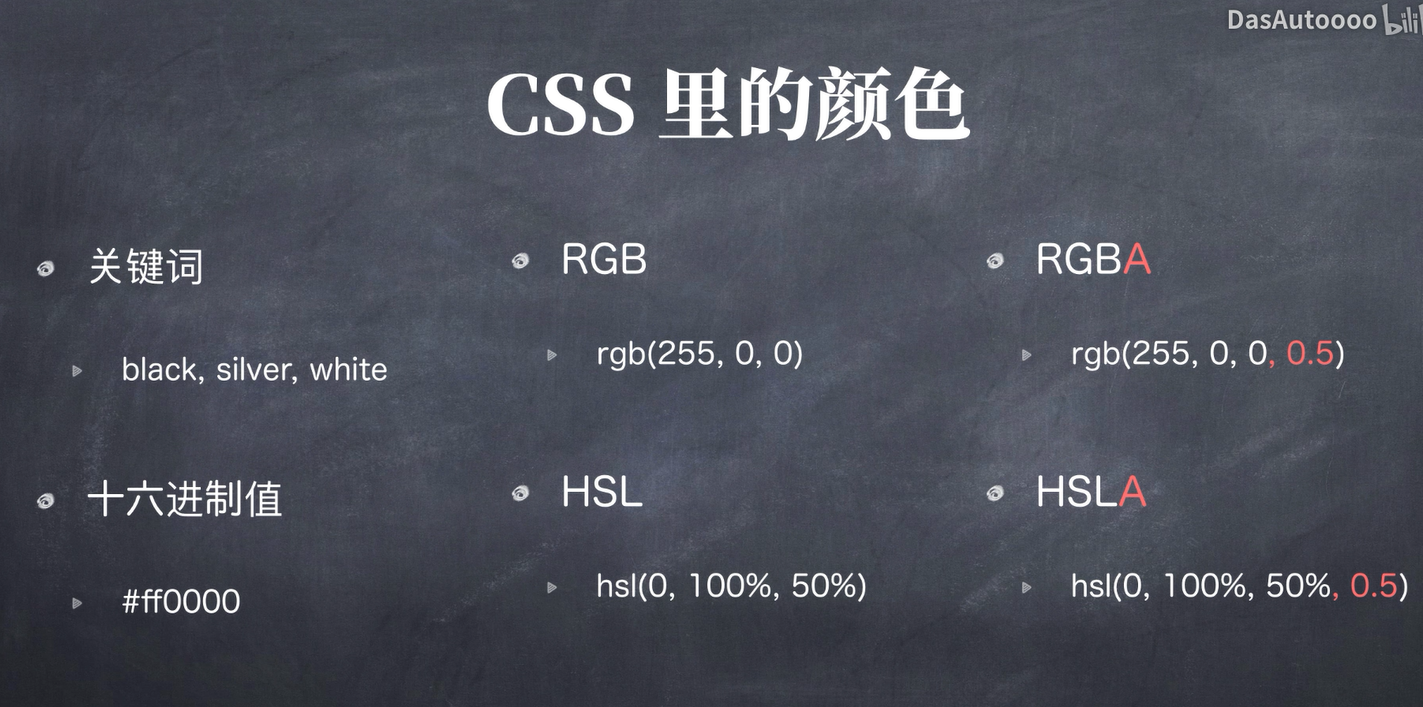 DasAutoooo
CSS 里的颜色
关键词
black, silver, white
十六进制值
#ff0000
RGB
rgb(255, 0, 0)
HSL
hsl(0, 100%, 50%)
RGBA
rgb(255, 0, 0, 0.5)
HSLA
hsl(0, 100%, 50%, 0.5)